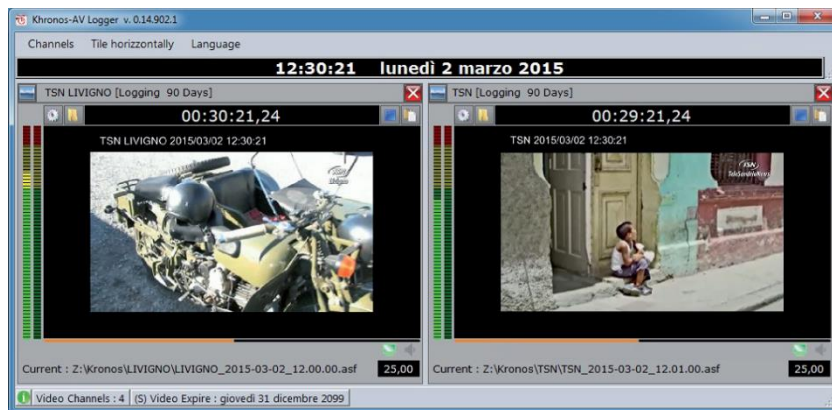 Khronos-AV Logger v. 0.14.902.1
Channels Tile horizzontally Language
12:30:21 lunedì 2 marzo 2015
TSN LIVIGNO [Logging 90 Days]
00:30:21,24
TSN LIVIGNO 2015/03/02 12:30:21
TSN
Livigno
Current : Z:\Kronos\LIVIGNO\LIVIGNO_2015-03-02_12.00.00.asf 25,00
TSN [Logging 90 Days]
00:29:21,24
TSN 2015/03/02 12:30:21
TSN
TeleSondrioNews
Current : Z:\Kronos\TSN\TSN_2015-03-02_12.01.00.asf 25,00
Video Channels : 4 (S) Video Expire : giovedì 31 dicembre 2099